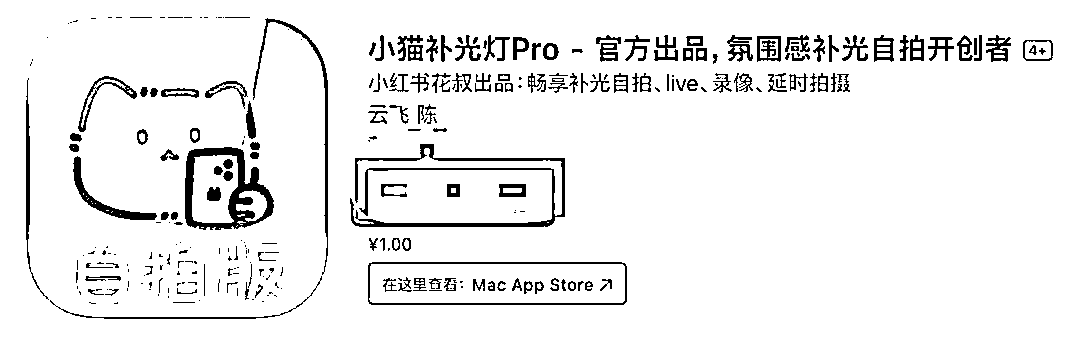 小猫补光灯Pro - 官方出品，氛围感补光自拍开创者 4+
小红书花叔出品：畅享补光自拍、live、录像、延时拍摄
云飞 陈
¥1.00
在这里查看：Mac App Store ↗
自拍版